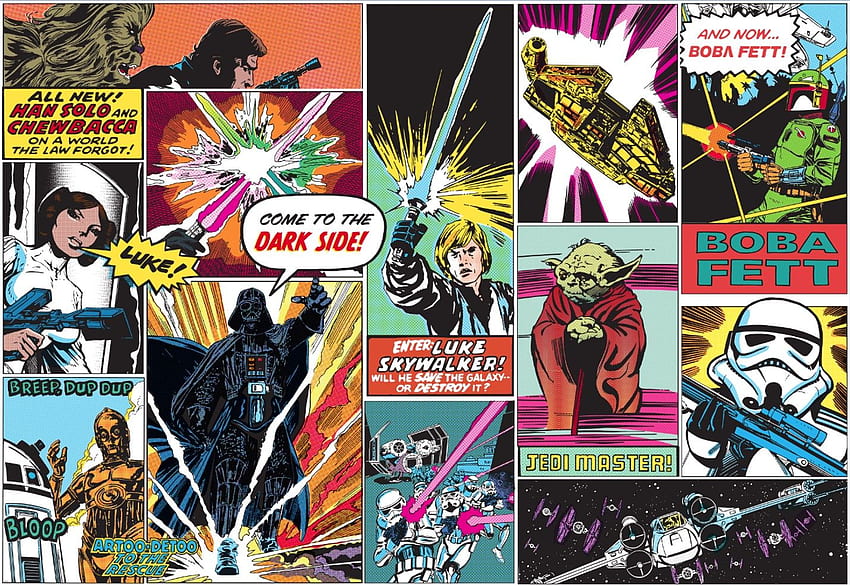 ALL NEW!
HAN SOLO AND
CHEWBACCA
ON A WORLD
THE LAW FORGOT!
LUKE!
COME TO THE
DARK SIDE!
BREEP DUP DUP
BLOOP
ARTOO-DETOO
TO THE
RESCUE
ENTER: LUKE
SKYWALKER!
WILL HE SAVE THE GALAXY--
OR DESTROY IT?
AND NOW...
BOBA FETT!
BOBA
FETT
JEDI MASTER!